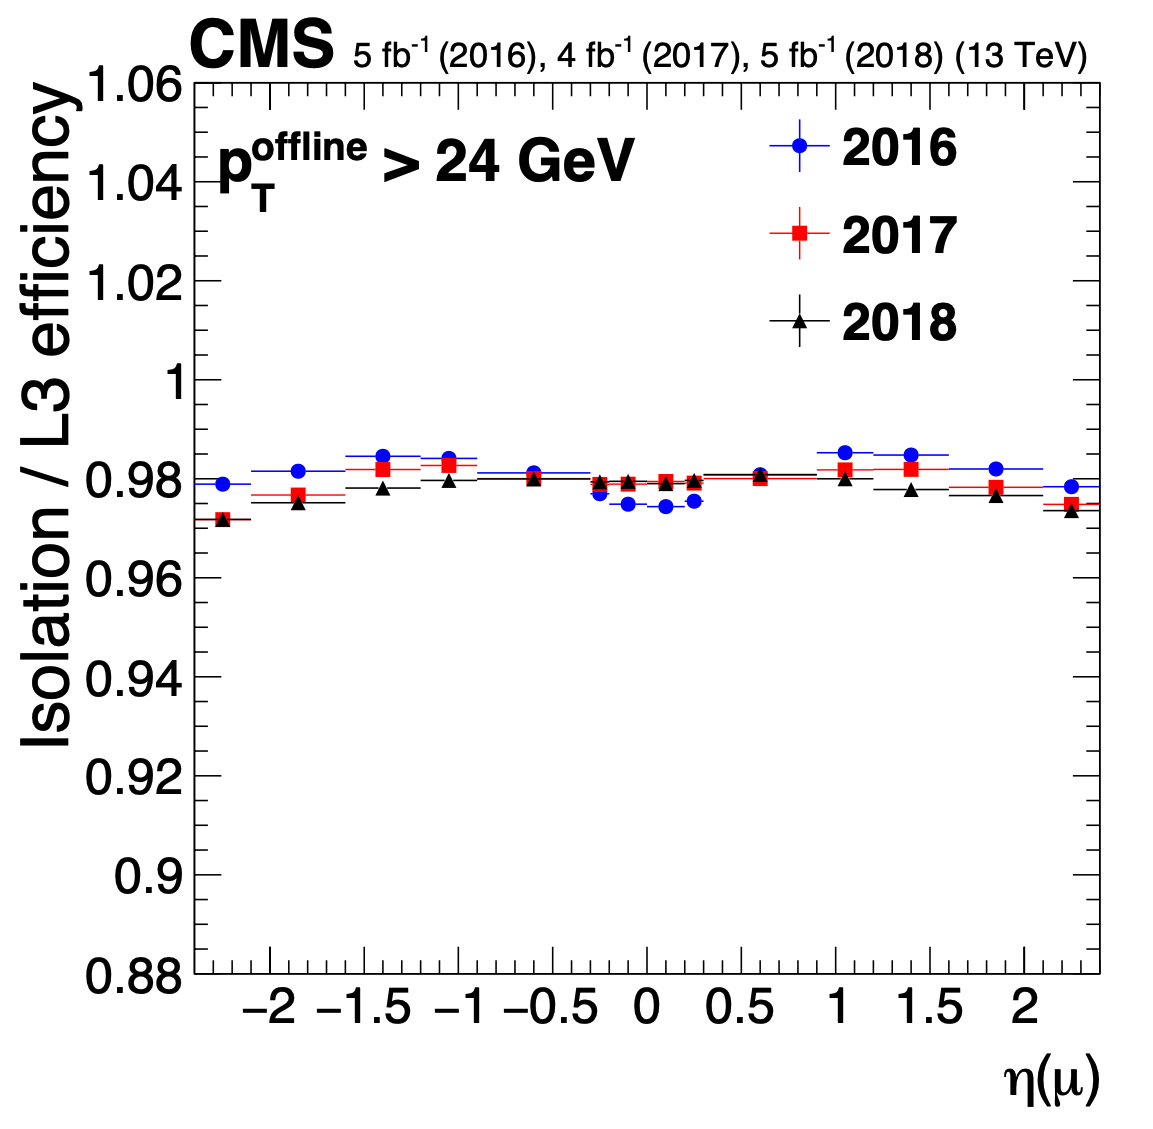 CMS 5 fb⁻¹ (2016), 4 fb⁻¹ (2017), 5 fb⁻¹ (2018) (13 TeV)
p_T^offline > 24 GeV
2016
2017
2018
Isolation / L3 efficiency
1.06
1.04
1.02
1
0.98
0.96
0.94
0.92
0.9
0.88
−2 −1.5 −1 −0.5 0 0.5 1 1.5 2
η(μ)